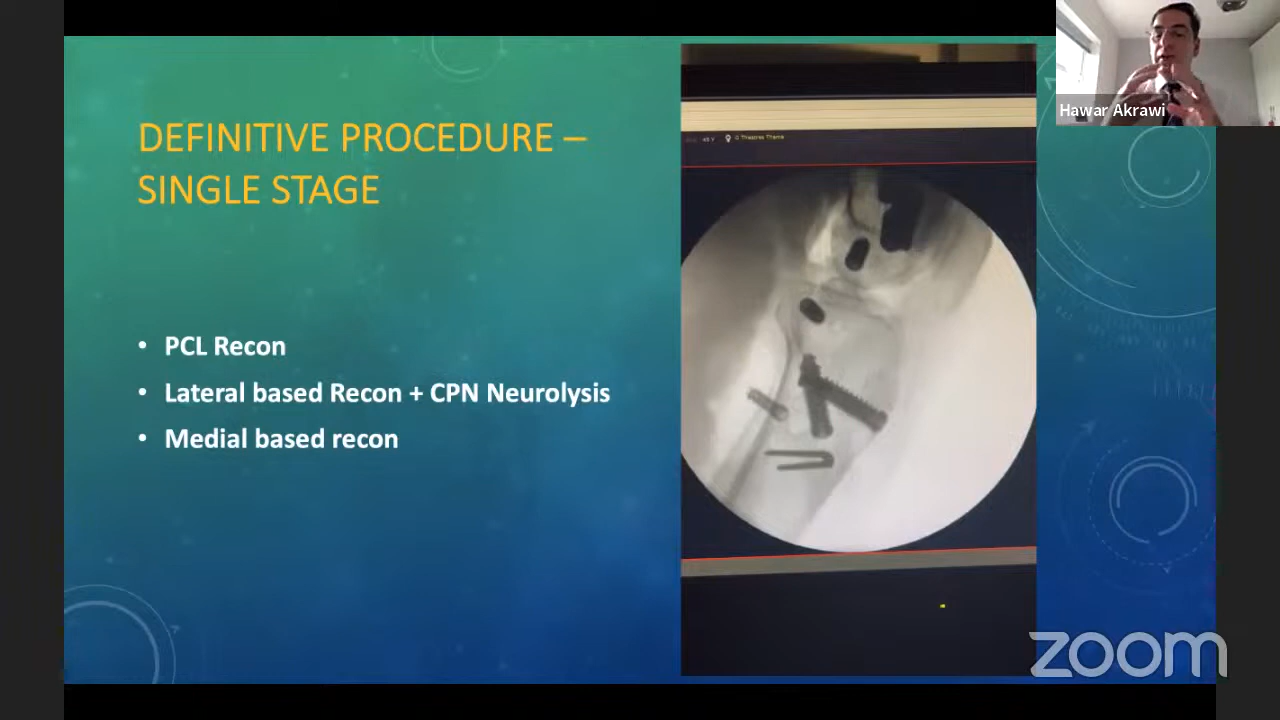 DEFINITIVE PROCEDURE –
SINGLE STAGE
• PCL Recon
• Lateral based Recon + CPN Neurolysis
• Medial based recon
Hawar Akrawi
zoom